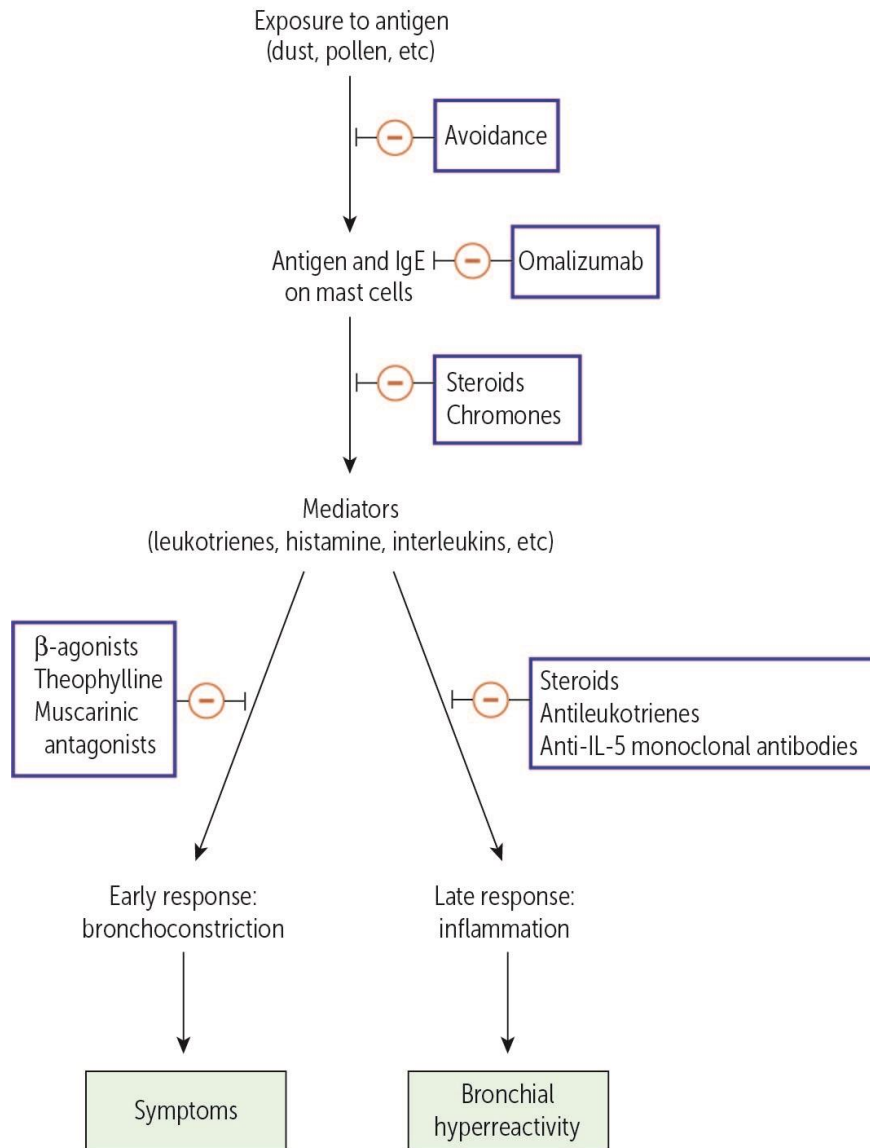 Exposure to antigen
(dust, pollen, etc)
−
Avoidance
Antigen and IgE
on mast cells
−
Omalizumab
−
Steroids
Chromones
Mediators
(leukotrienes, histamine, interleukins, etc)
β-agonists
Theophylline
Muscarinic
antagonists
−
−
Steroids
Antileukotrienes
Anti-IL-5 monoclonal antibodies
Early response:
bronchoconstriction
Late response:
inflammation
Symptoms
Bronchial
hyperreactivity